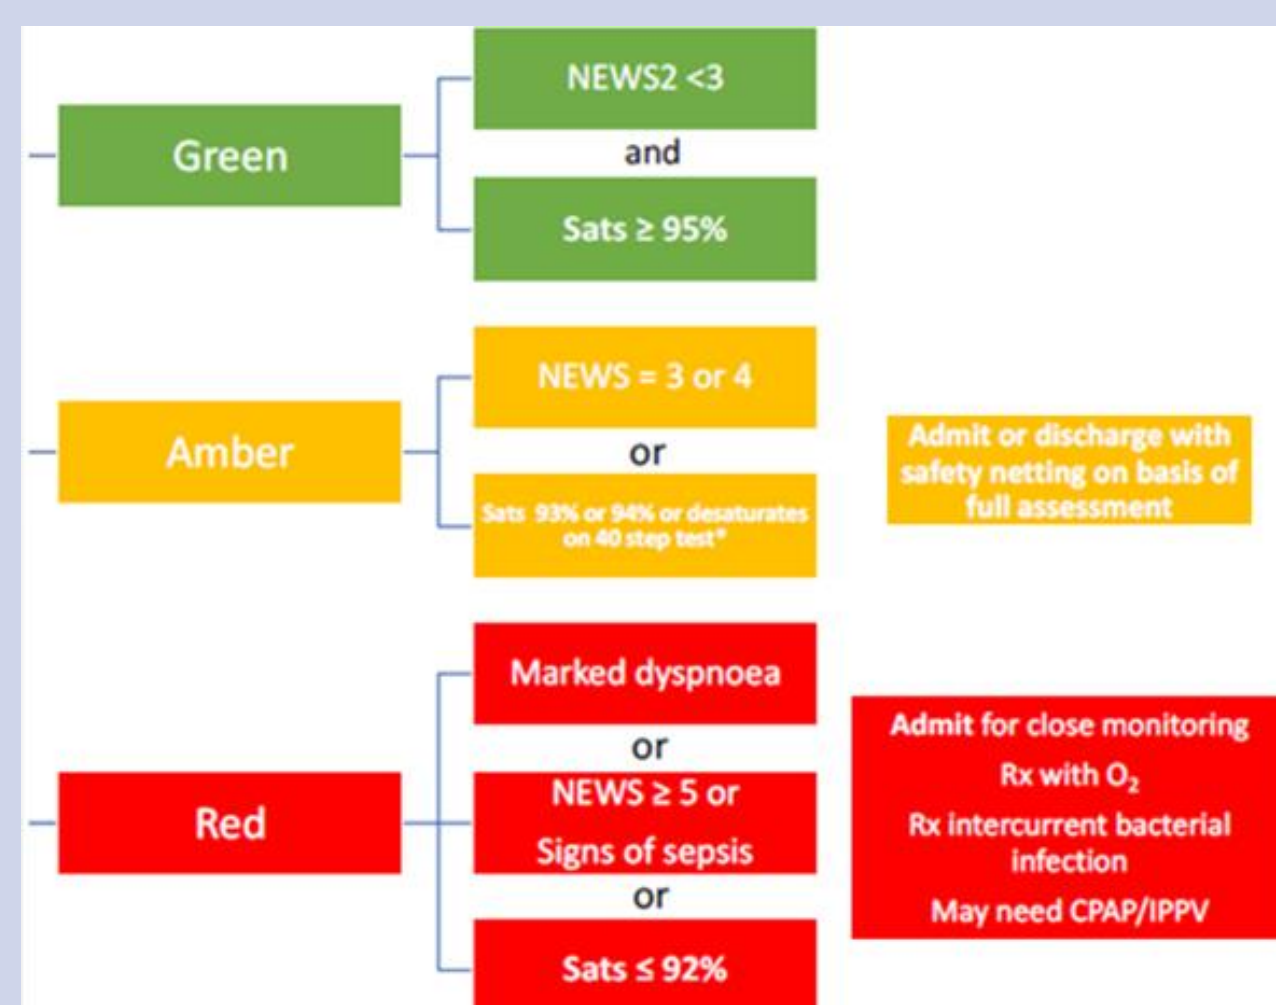 Green
NEWS2 <3
and
Sats ≥ 95%
Amber
NEWS = 3 or 4
or
Sats 93% or 94% or desaturates
on 40 step test*
Admit or discharge with
safety netting on basis of
full assessment
Red
Marked dyspnoea
or
NEWS ≥ 5 or
Signs of sepsis
or
Sats ≤ 92%
Admit for close monitoring
Rx with O₂
Rx intercurrent bacterial
infection
May need CPAP/IPPV